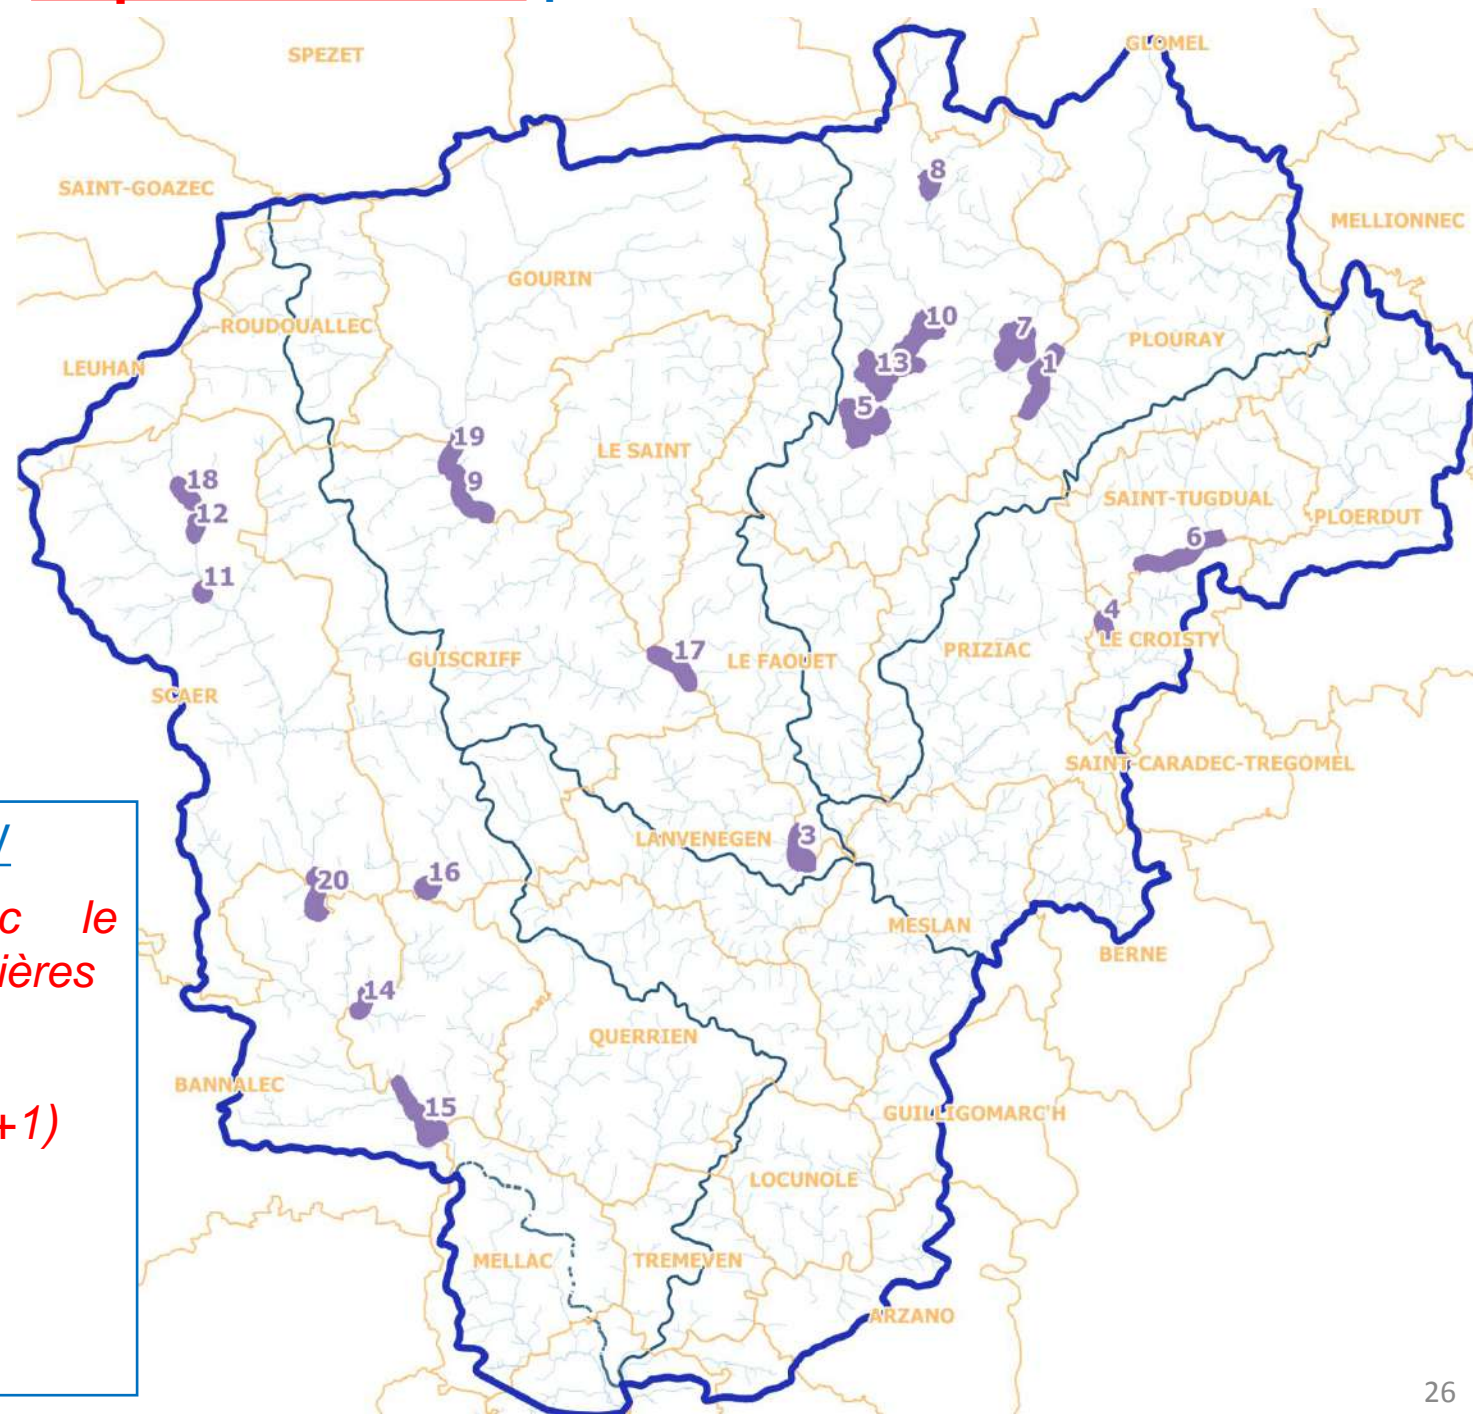 SPEZET
GLOMEL
SAINT-GOAZEC
8
MELLIONNEC
GOURIN
ROUDOUALLEC
10
7
PLOURAY
LEUHAN
13
1
5
19
LE SAINT
18
9
SAINT-TUGDUAL
12
PLOERDUT
6
11
4
GUISCRIFF
17
LE FAOUET
PRIZIAC
LE CROISTY
SCAER
SAINT-CARADEC-TREGOMEL
LANVENEGEN
3
le
20
16
MESLAN
BERNE
ières
14
QUERRIEN
BANNALEC
15
GUILLIGOMARC'H
+1)
LOCUNOLE
MELLAC
TREMEVEN
ARZANO
26